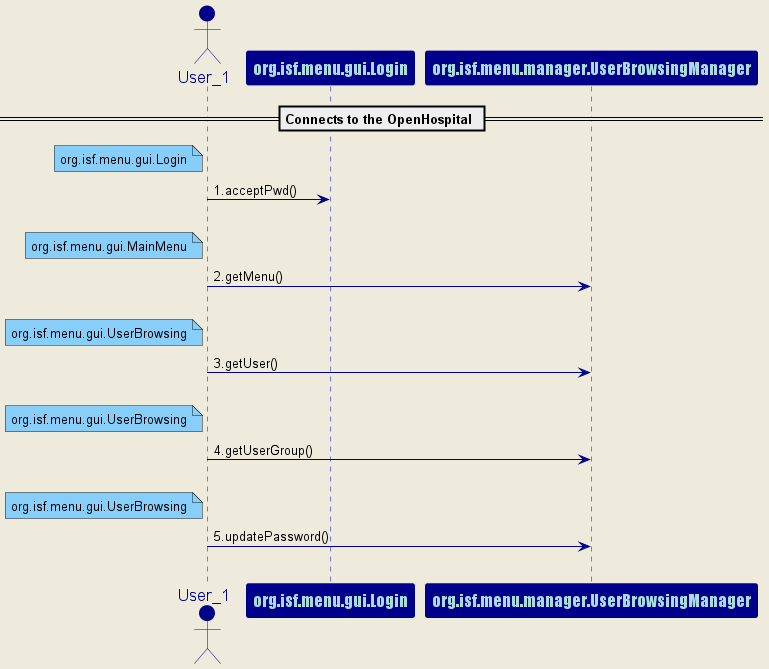 User_1
org.isf.menu.gui.Login
org.isf.menu.manager.UserBrowsingManager
Connects to the OpenHospital
org.isf.menu.gui.Login
1.acceptPwd()
org.isf.menu.gui.MainMenu
2.getMenu()
org.isf.menu.gui.UserBrowsing
3.getUser()
org.isf.menu.gui.UserBrowsing
4.getUserGroup()
org.isf.menu.gui.UserBrowsing
5.updatePassword()
User_1
org.isf.menu.gui.Login
org.isf.menu.manager.UserBrowsingManager